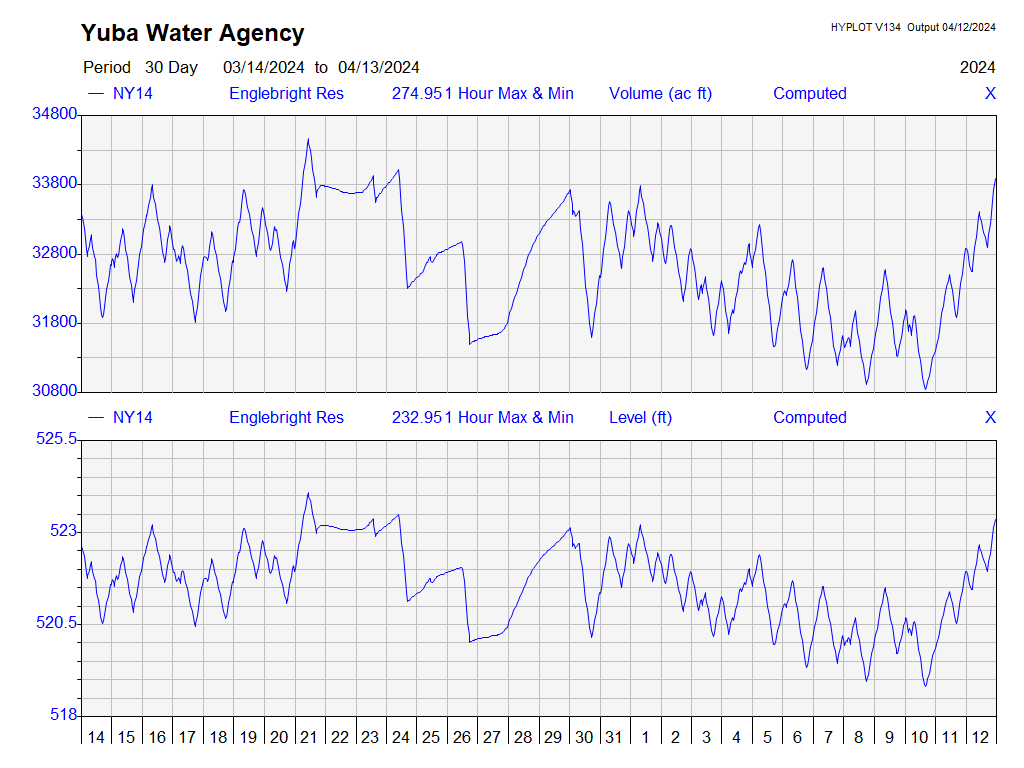 Yuba Water Agency
HYPLOT V134 Output 04/12/2024
Period 30 Day 03/14/2024 to 04/13/2024
2024
NY14 Englebright Res 274.951 Hour Max & Min Volume (ac ft) Computed X
34800
33800
32800
31800
30800
NY14 Englebright Res 232.951 Hour Max & Min Level (ft) Computed X
525.5
523
520.5
518
14 15 16 17 18 19 20 21 22 23 24 25 26 27 28 29 30 31 1 2 3 4 5 6 7 8 9 10 11 12